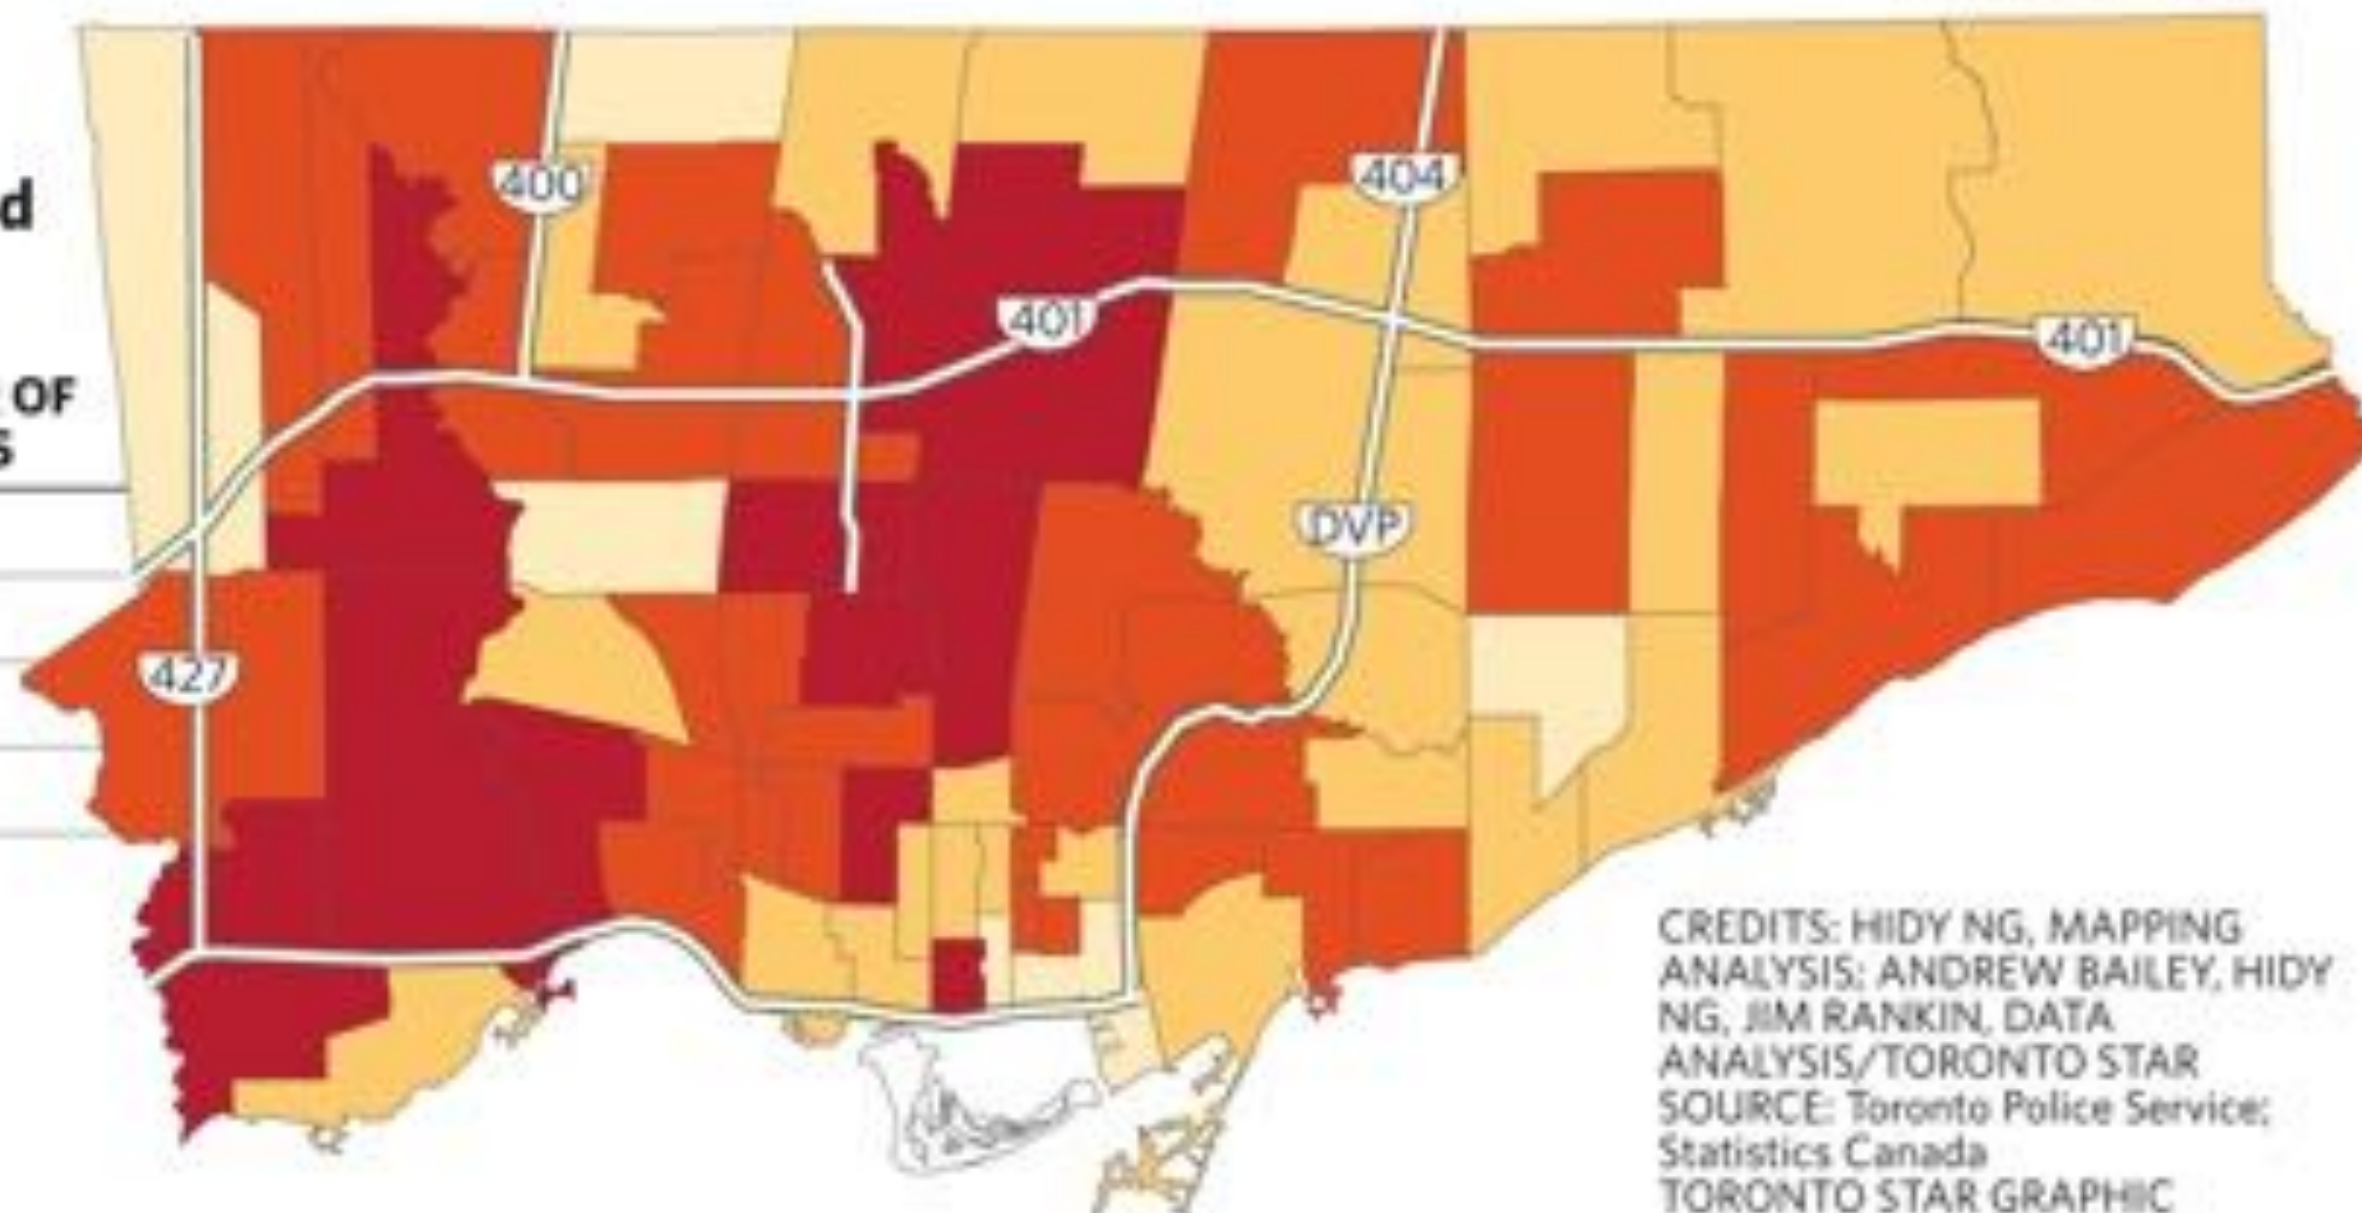 d
OF
S
400
404
401
401
DVP
427
CREDITS: HIDY NG, MAPPING
ANALYSIS; ANDREW BAILEY, HIDY
NG, JIM RANKIN, DATA
ANALYSIS/TORONTO STAR
SOURCE: Toronto Police Service;
Statistics Canada
TORONTO STAR GRAPHIC